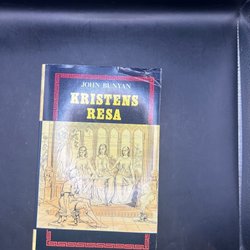 JOHN BUNYAN
KRISTENS
RESA